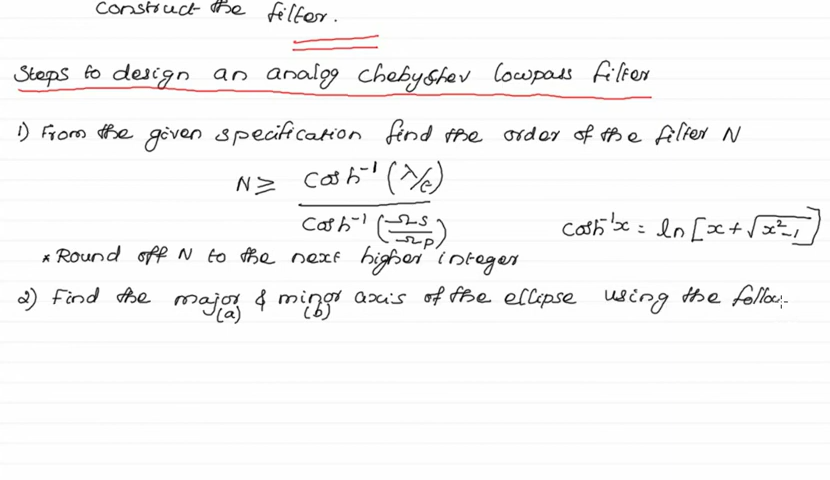 construct the filter.
Steps to design an analog Chebyshev lowpass filter
1) From the given specification find the order of the filter N
N ≥ cosh⁻¹(λ/ε) / cosh⁻¹(Ωs/Ωp)
cosh⁻¹x = ln[x + √(x²-1)]
* Round off N to the next higher integer
2) Find the major (a) & minor (b) axis of the ellipse using the follow